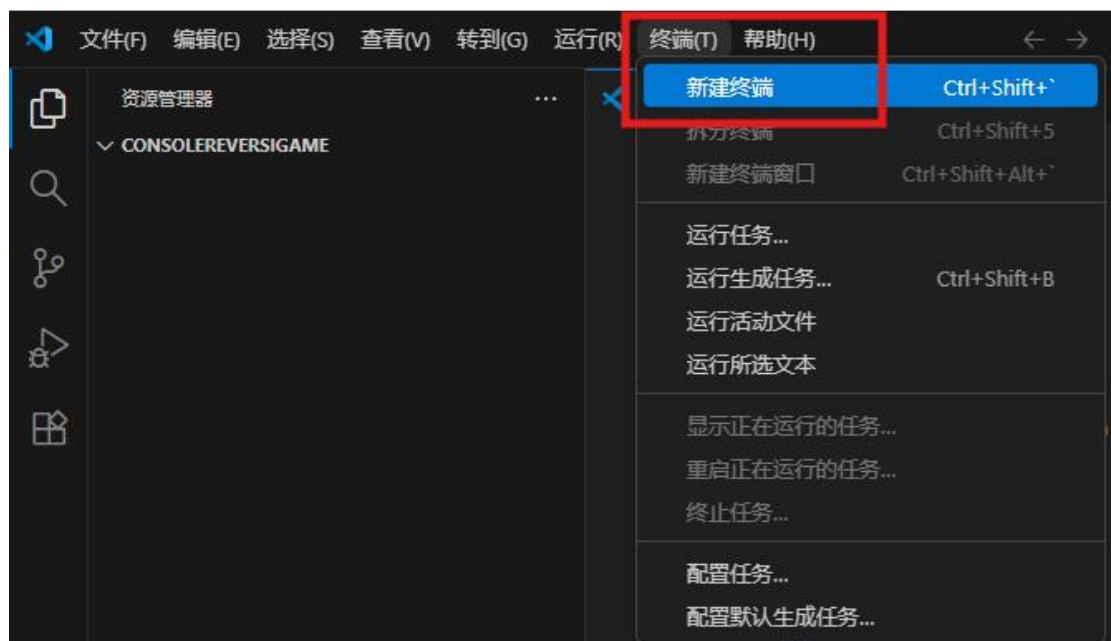 文件(F) 编辑(E) 选择(S) 查看(V) 转到(G) 运行(R) 终端(T) 帮助(H) ← →
资源管理器 ...
CONSOLEREVERSIGAME
新建终端 Ctrl+Shift+`
拆分终端 Ctrl+Shift+5
新建终端窗口 Ctrl+Shift+Alt+`
运行任务...
运行生成任务... Ctrl+Shift+B
运行活动文件
运行所选文本
显示正在运行的任务...
重启正在运行的任务...
终止任务...
配置任务...
配置默认生成任务...